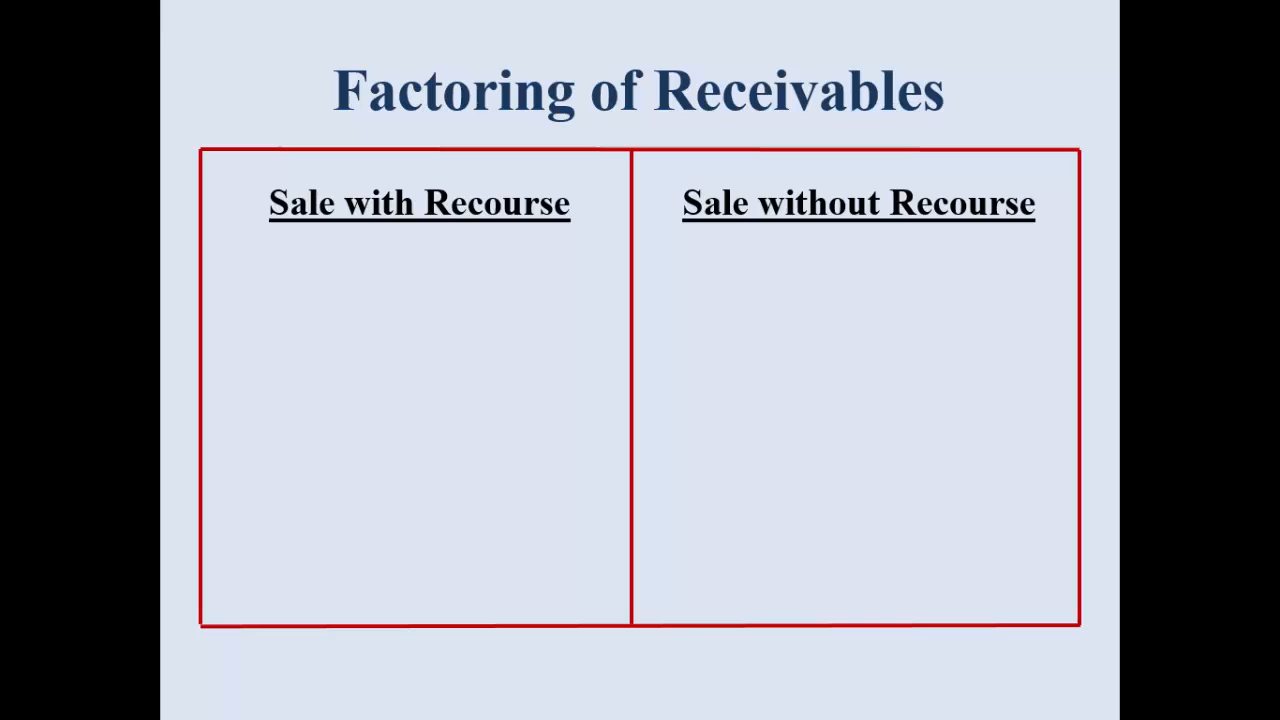 Factoring of Receivables
Sale with Recourse
Sale without Recourse